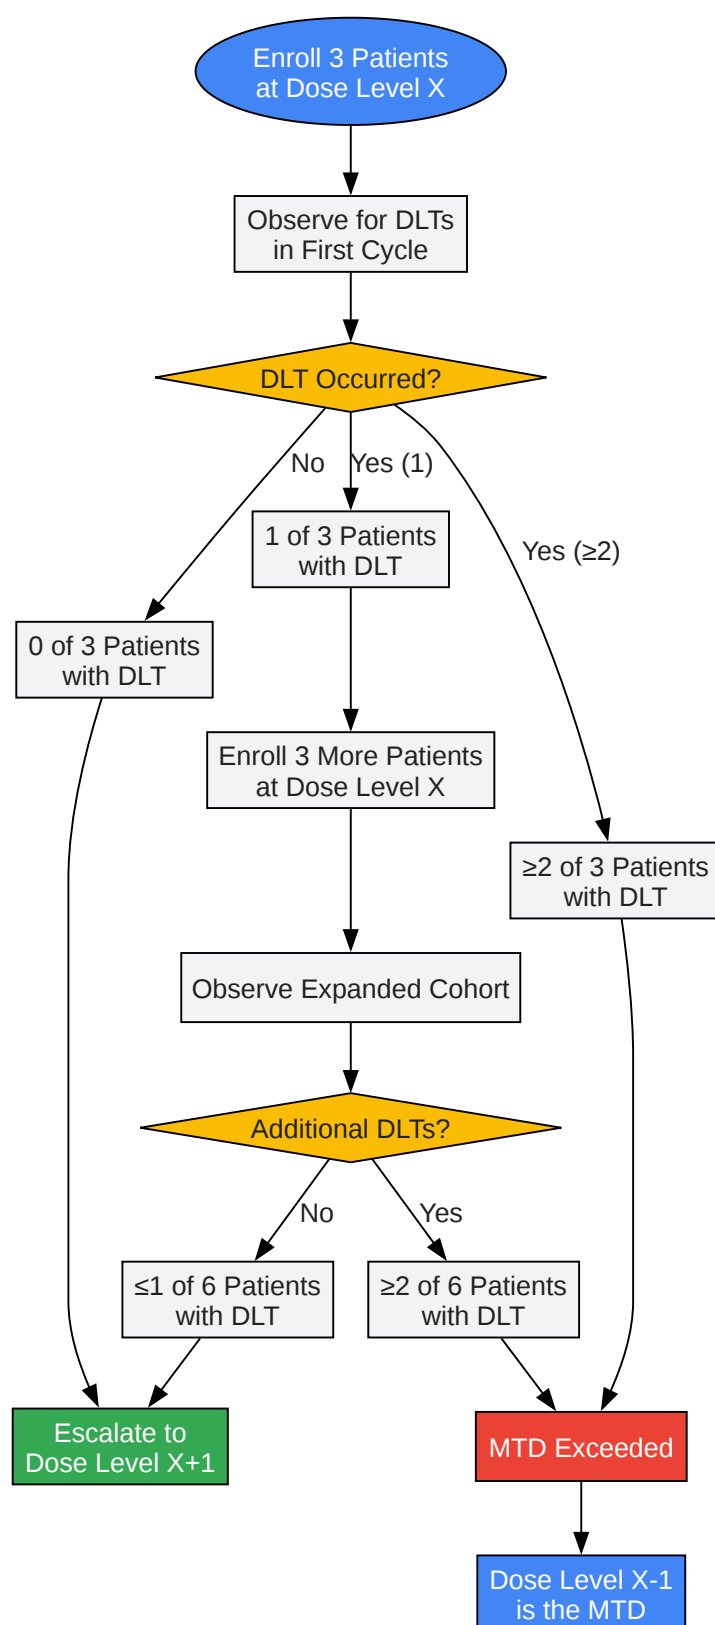 Enroll 3 Patients
at Dose Level X
Observe for DLTs
in First Cycle
DLT Occurred?
No
Yes (1)
1 of 3 Patients
with DLT
Yes (≥2)
0 of 3 Patients
with DLT
Enroll 3 More Patients
at Dose Level X
≥2 of 3 Patients
with DLT
Observe Expanded Cohort
Additional DLTs?
No
Yes
≤1 of 6 Patients
with DLT
≥2 of 6 Patients
with DLT
Escalate to
Dose Level X+1
MTD Exceeded
Dose Level X-1
is the MTD